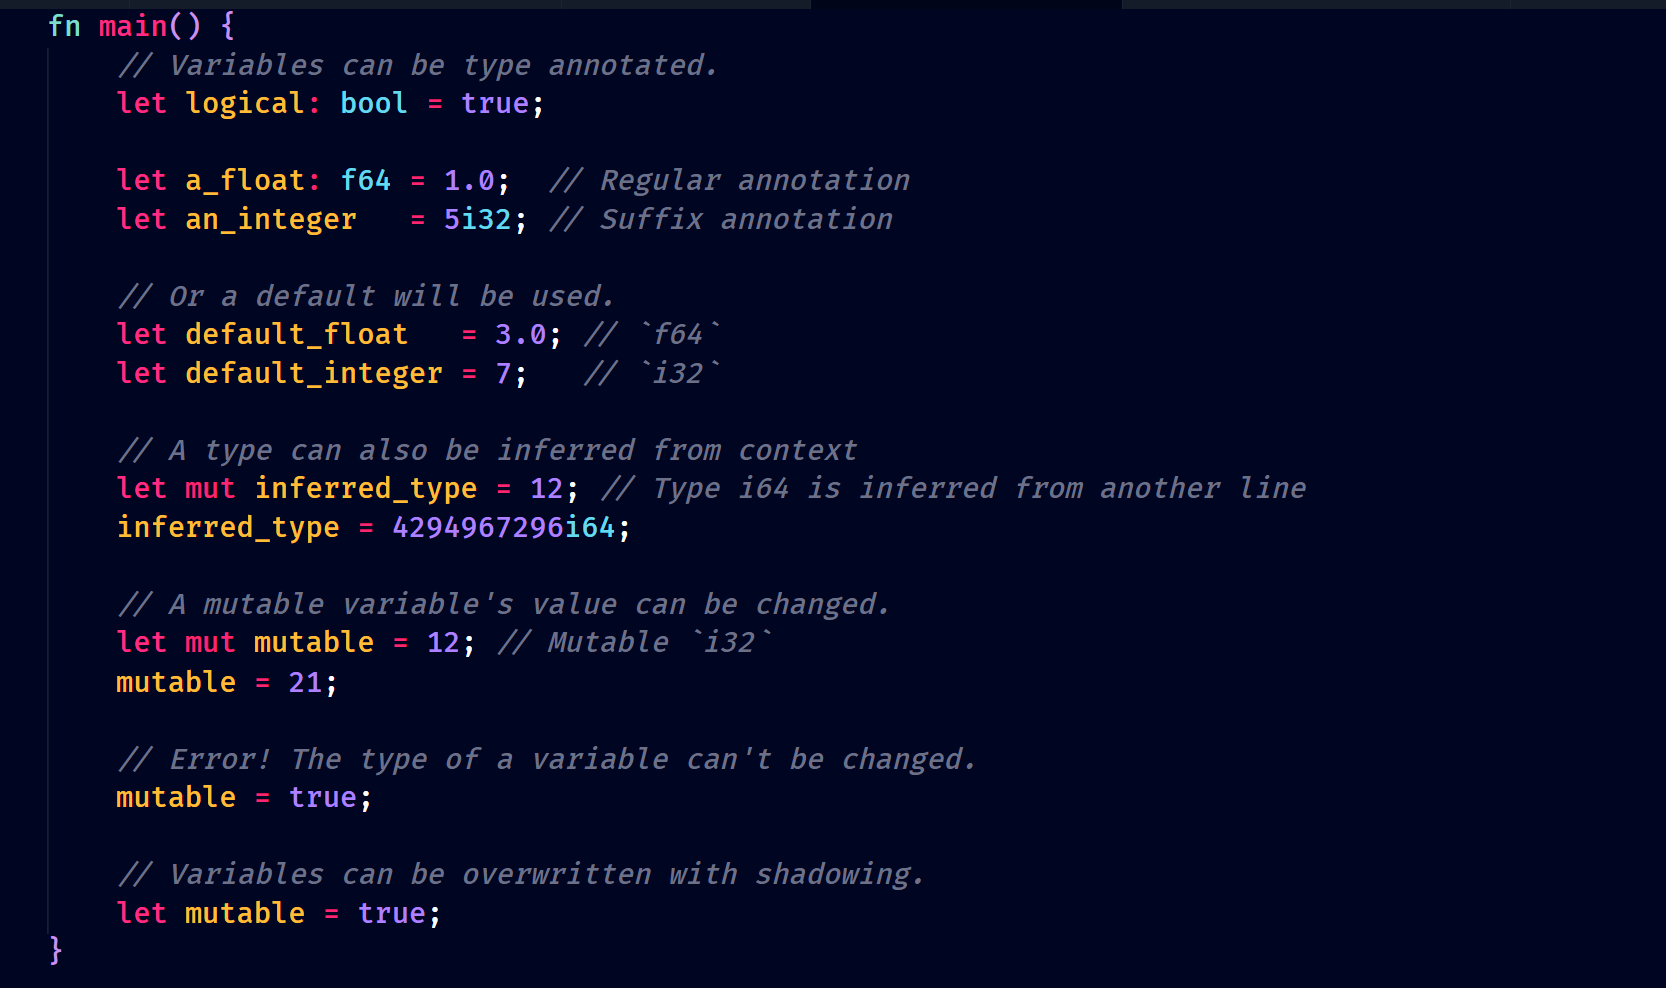 fn main() {
    // Variables can be type annotated.
    let logical: bool = true;

    let a_float: f64 = 1.0;  // Regular annotation
    let an_integer   = 5i32; // Suffix annotation

    // Or a default will be used.
    let default_float   = 3.0; // `f64`
    let default_integer = 7;   // `i32`

    // A type can also be inferred from context
    let mut inferred_type = 12; // Type i64 is inferred from another line
    inferred_type = 4294967296i64;

    // A mutable variable's value can be changed.
    let mut mutable = 12; // Mutable `i32`
    mutable = 21;

    // Error! The type of a variable can't be changed.
    mutable = true;

    // Variables can be overwritten with shadowing.
    let mutable = true;
}